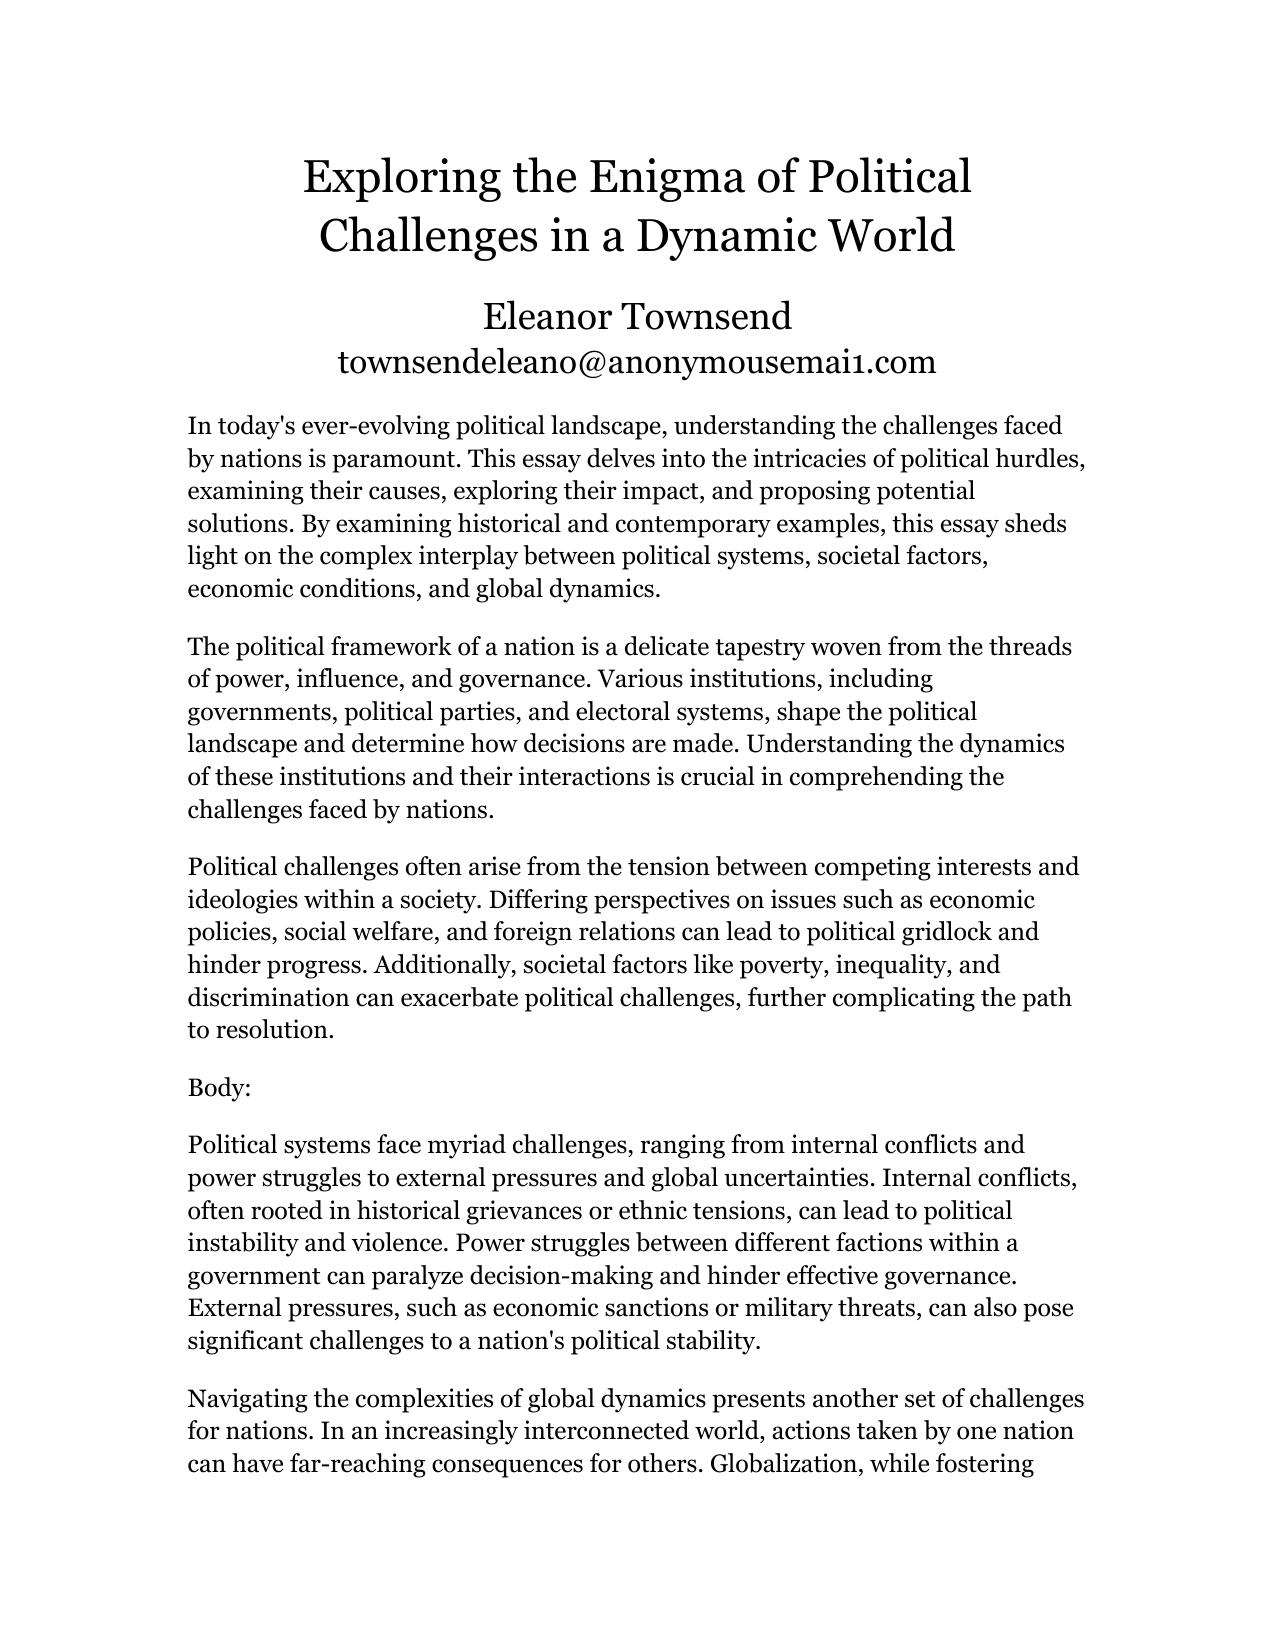 Exploring the Enigma of Political
Challenges in a Dynamic World
Eleanor Townsend
townsendeleano@anonymousemai1.com
In today's ever-evolving political landscape, understanding the challenges faced
by nations is paramount. This essay delves into the intricacies of political hurdles,
examining their causes, exploring their impact, and proposing potential
solutions. By examining historical and contemporary examples, this essay sheds
light on the complex interplay between political systems, societal factors,
economic conditions, and global dynamics.
The political framework of a nation is a delicate tapestry woven from the threads
of power, influence, and governance. Various institutions, including
governments, political parties, and electoral systems, shape the political
landscape and determine how decisions are made. Understanding the dynamics
of these institutions and their interactions is crucial in comprehending the
challenges faced by nations.
Political challenges often arise from the tension between competing interests and
ideologies within a society. Differing perspectives on issues such as economic
policies, social welfare, and foreign relations can lead to political gridlock and
hinder progress. Additionally, societal factors like poverty, inequality, and
discrimination can exacerbate political challenges, further complicating the path
to resolution.
Body:
Political systems face myriad challenges, ranging from internal conflicts and
power struggles to external pressures and global uncertainties. Internal conflicts,
often rooted in historical grievances or ethnic tensions, can lead to political
instability and violence. Power struggles between different factions within a
government can paralyze decision-making and hinder effective governance.
External pressures, such as economic sanctions or military threats, can also pose
significant challenges to a nation's political stability.
Navigating the complexities of global dynamics presents another set of challenges
for nations. In an increasingly interconnected world, actions taken by one nation
can have far-reaching consequences for others. Globalization, while fostering